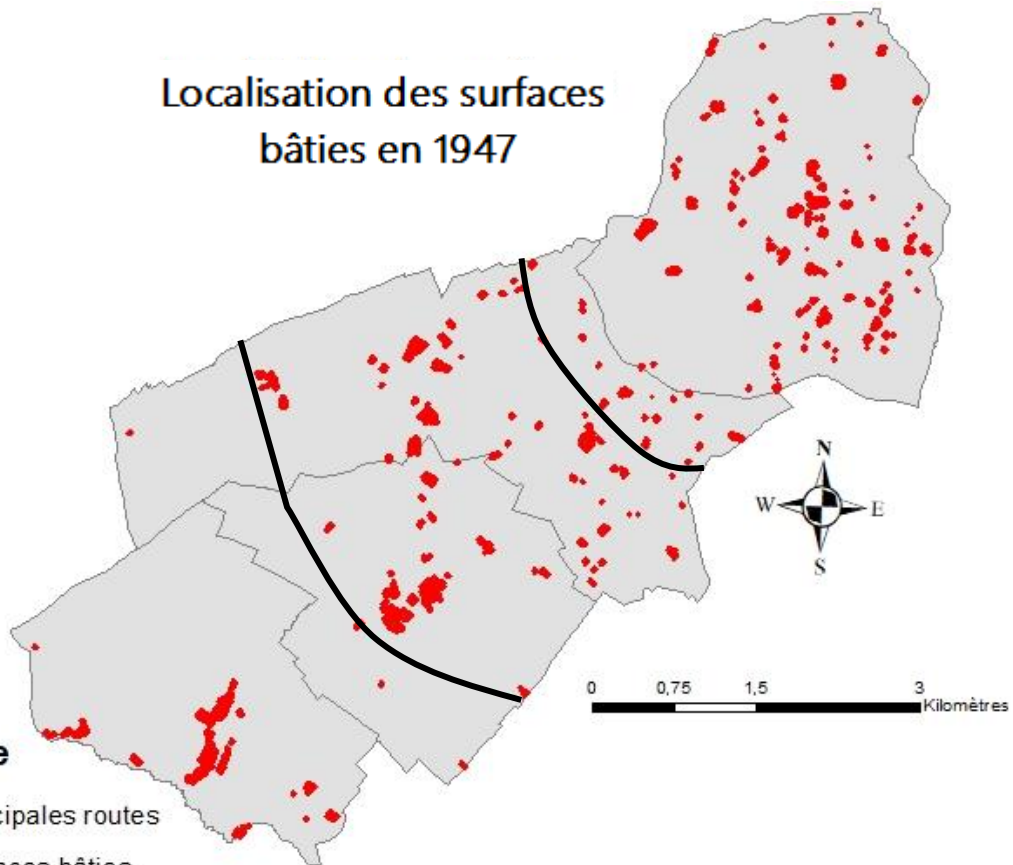 Localisation des surfaces
bâties en 1947
N
W
E
S
0 0,75 1,5 3
Kilomètres
e
cipales routes